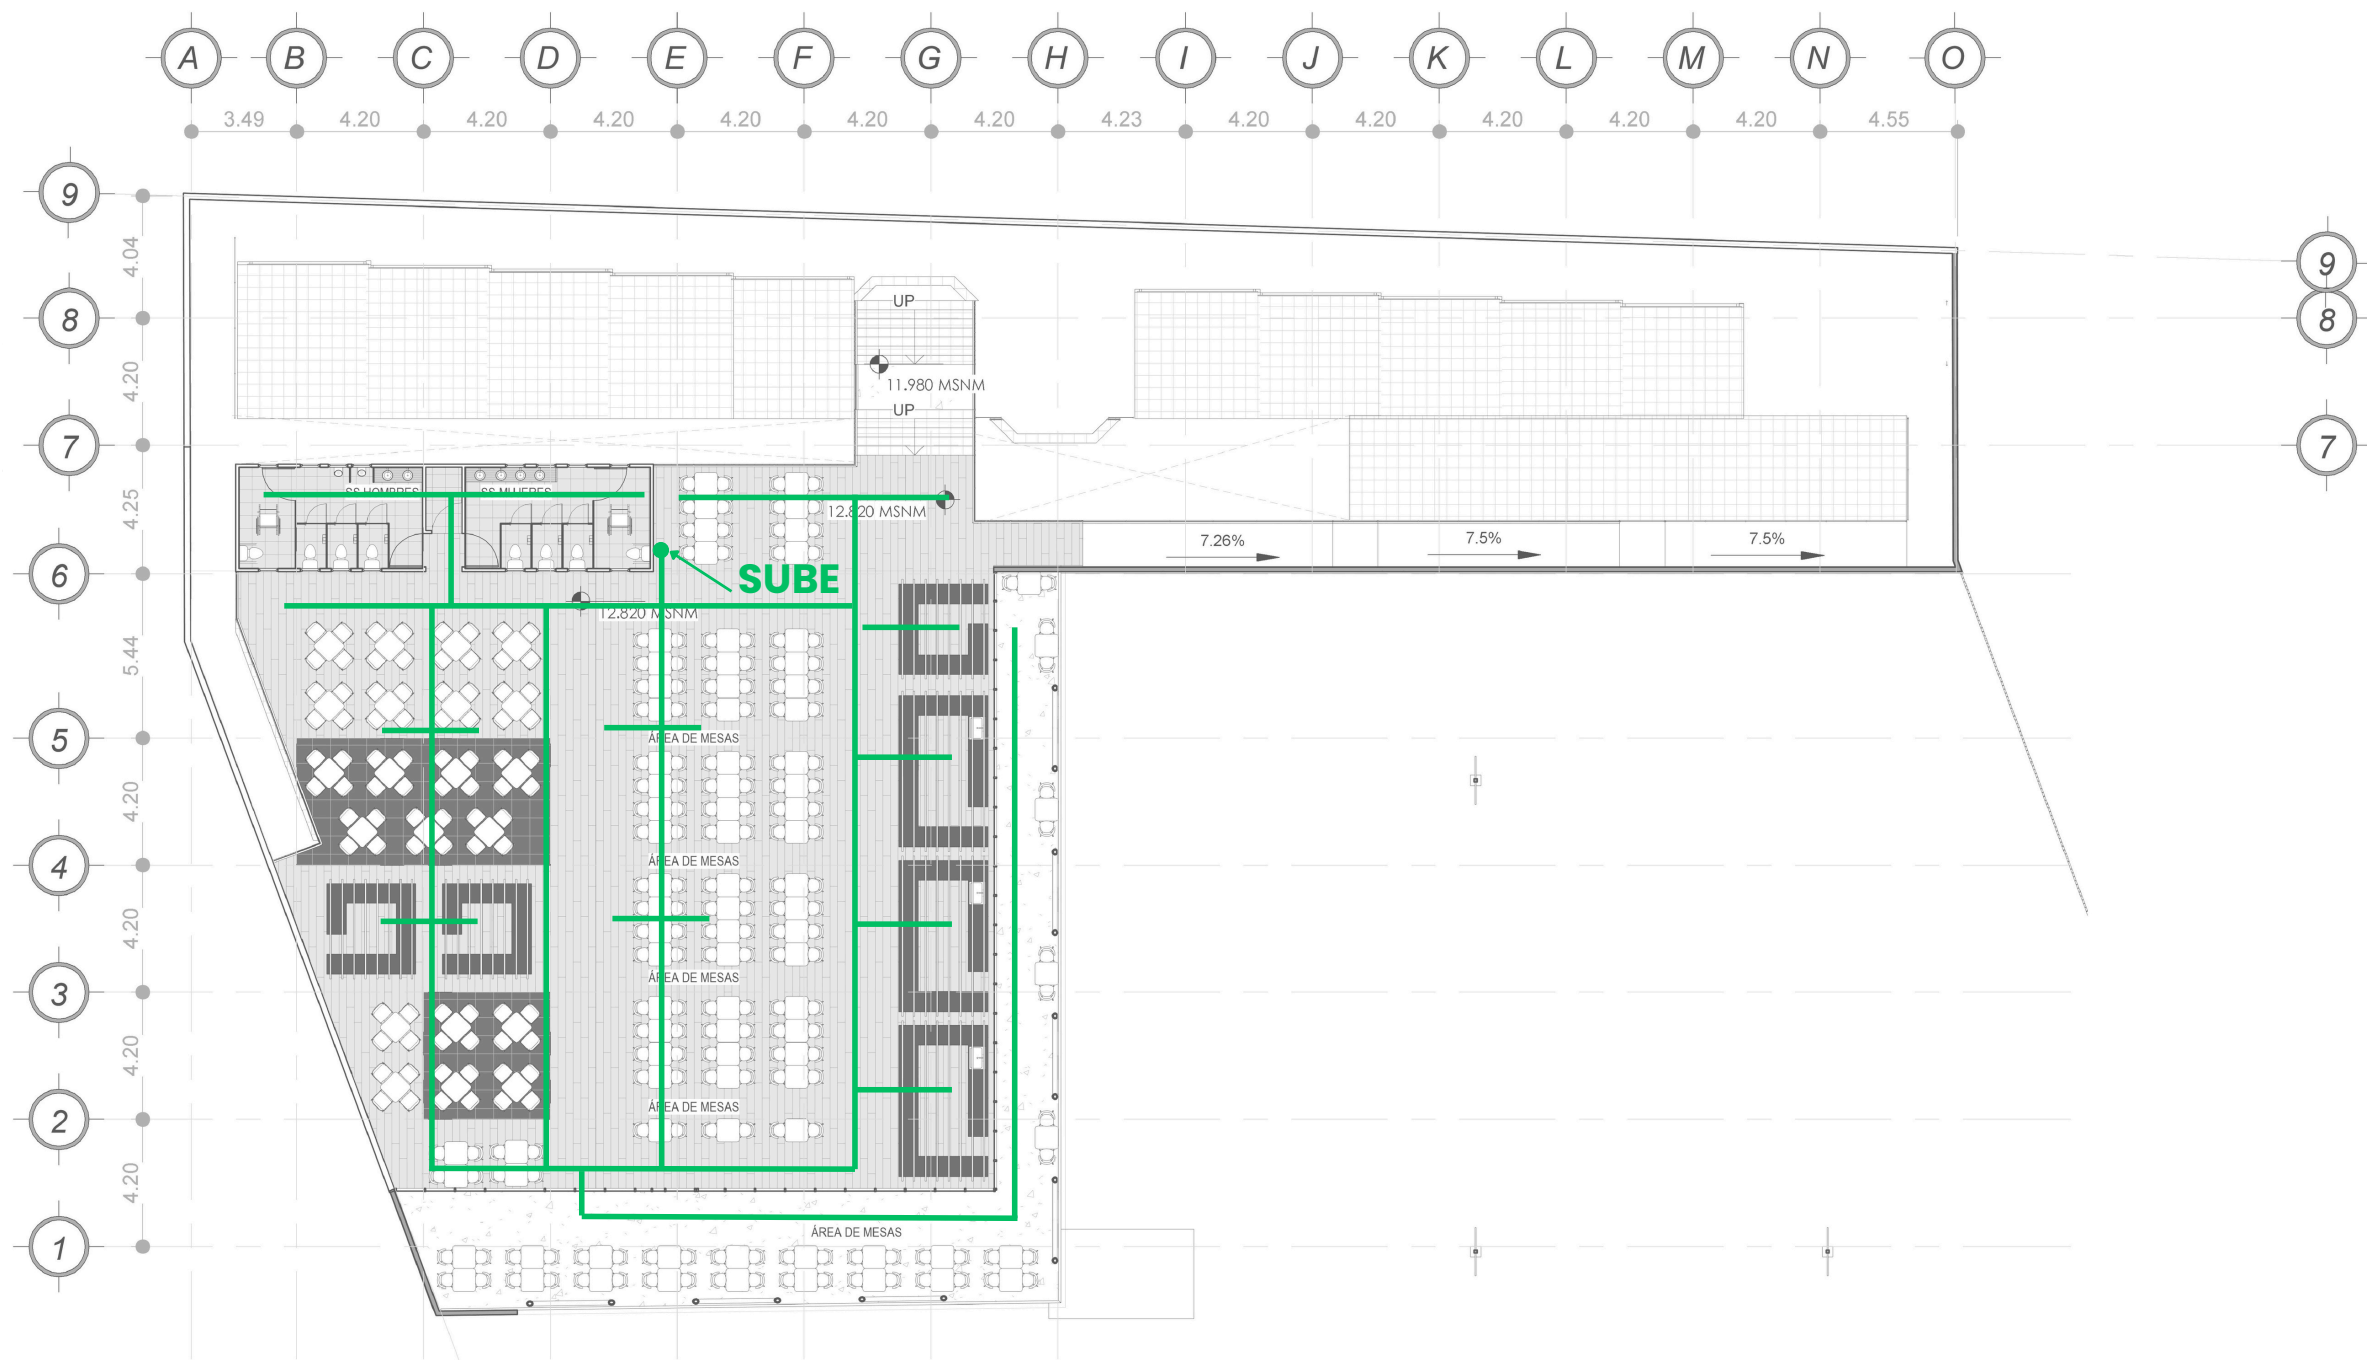 A B C D E F G H I J K L M N O
3.49 4.20 4.20 4.20 4.20 4.20 4.20 4.23 4.20 4.20 4.20 4.20 4.20 4.55
9
4.04
9
8
UP
8
4.20
11.980 MSNM
UP
7
7
SS HOMBRES
SS MUJERES
4.25
12.820 MSNM
7.26%
7.5%
7.5%
6
SUBE
12.820 MSNM
5.44
5
ÁREA DE MESAS
4.20
4
ÁREA DE MESAS
4.20
3
ÁREA DE MESAS
4.20
2
ÁREA DE MESAS
4.20
1
ÁREA DE MESAS